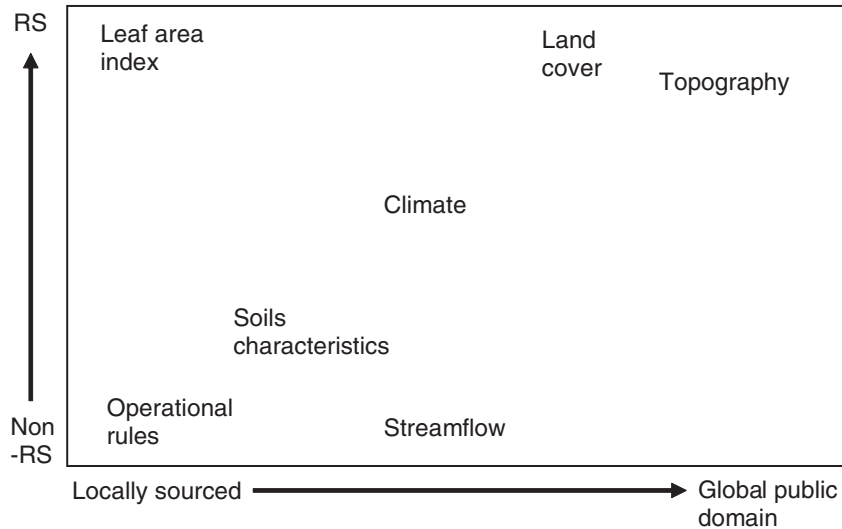 RS
Leaf area
index
Land
cover
Topography
Climate
Soils
characteristics
Operational
rules
Streamflow
Non
-RS
Locally sourced
Global public
domain